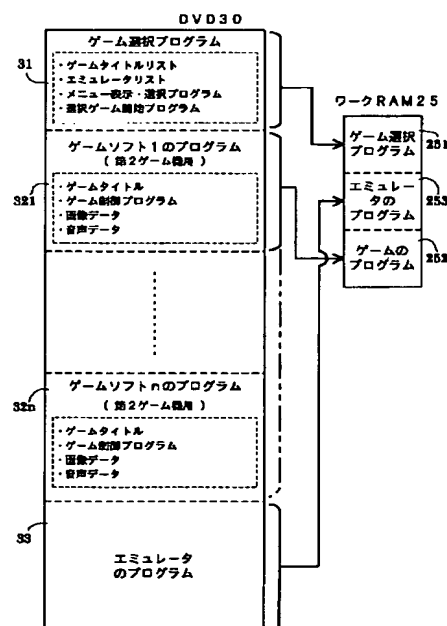 DVD30
ゲーム選択プログラム
・ゲームタイトルリスト
・エミュレータリスト
・メニュー表示・選択プログラム
・選択ゲーム開始プログラム
31
ゲームソフト1のプログラム
(第2ゲーム機用)
・ゲームタイトル
・ゲーム制御プログラム
・画像データ
・音声データ
321
ゲームソフトnのプログラム
(第2ゲーム機用)
・ゲームタイトル
・ゲーム制御プログラム
・画像データ
・音声データ
32n
33
エミュレータ
のプログラム
ワークRAM25
ゲーム選択
プログラム
251
エミュレー
タの
プログラム
253
ゲームの
プログラム
252